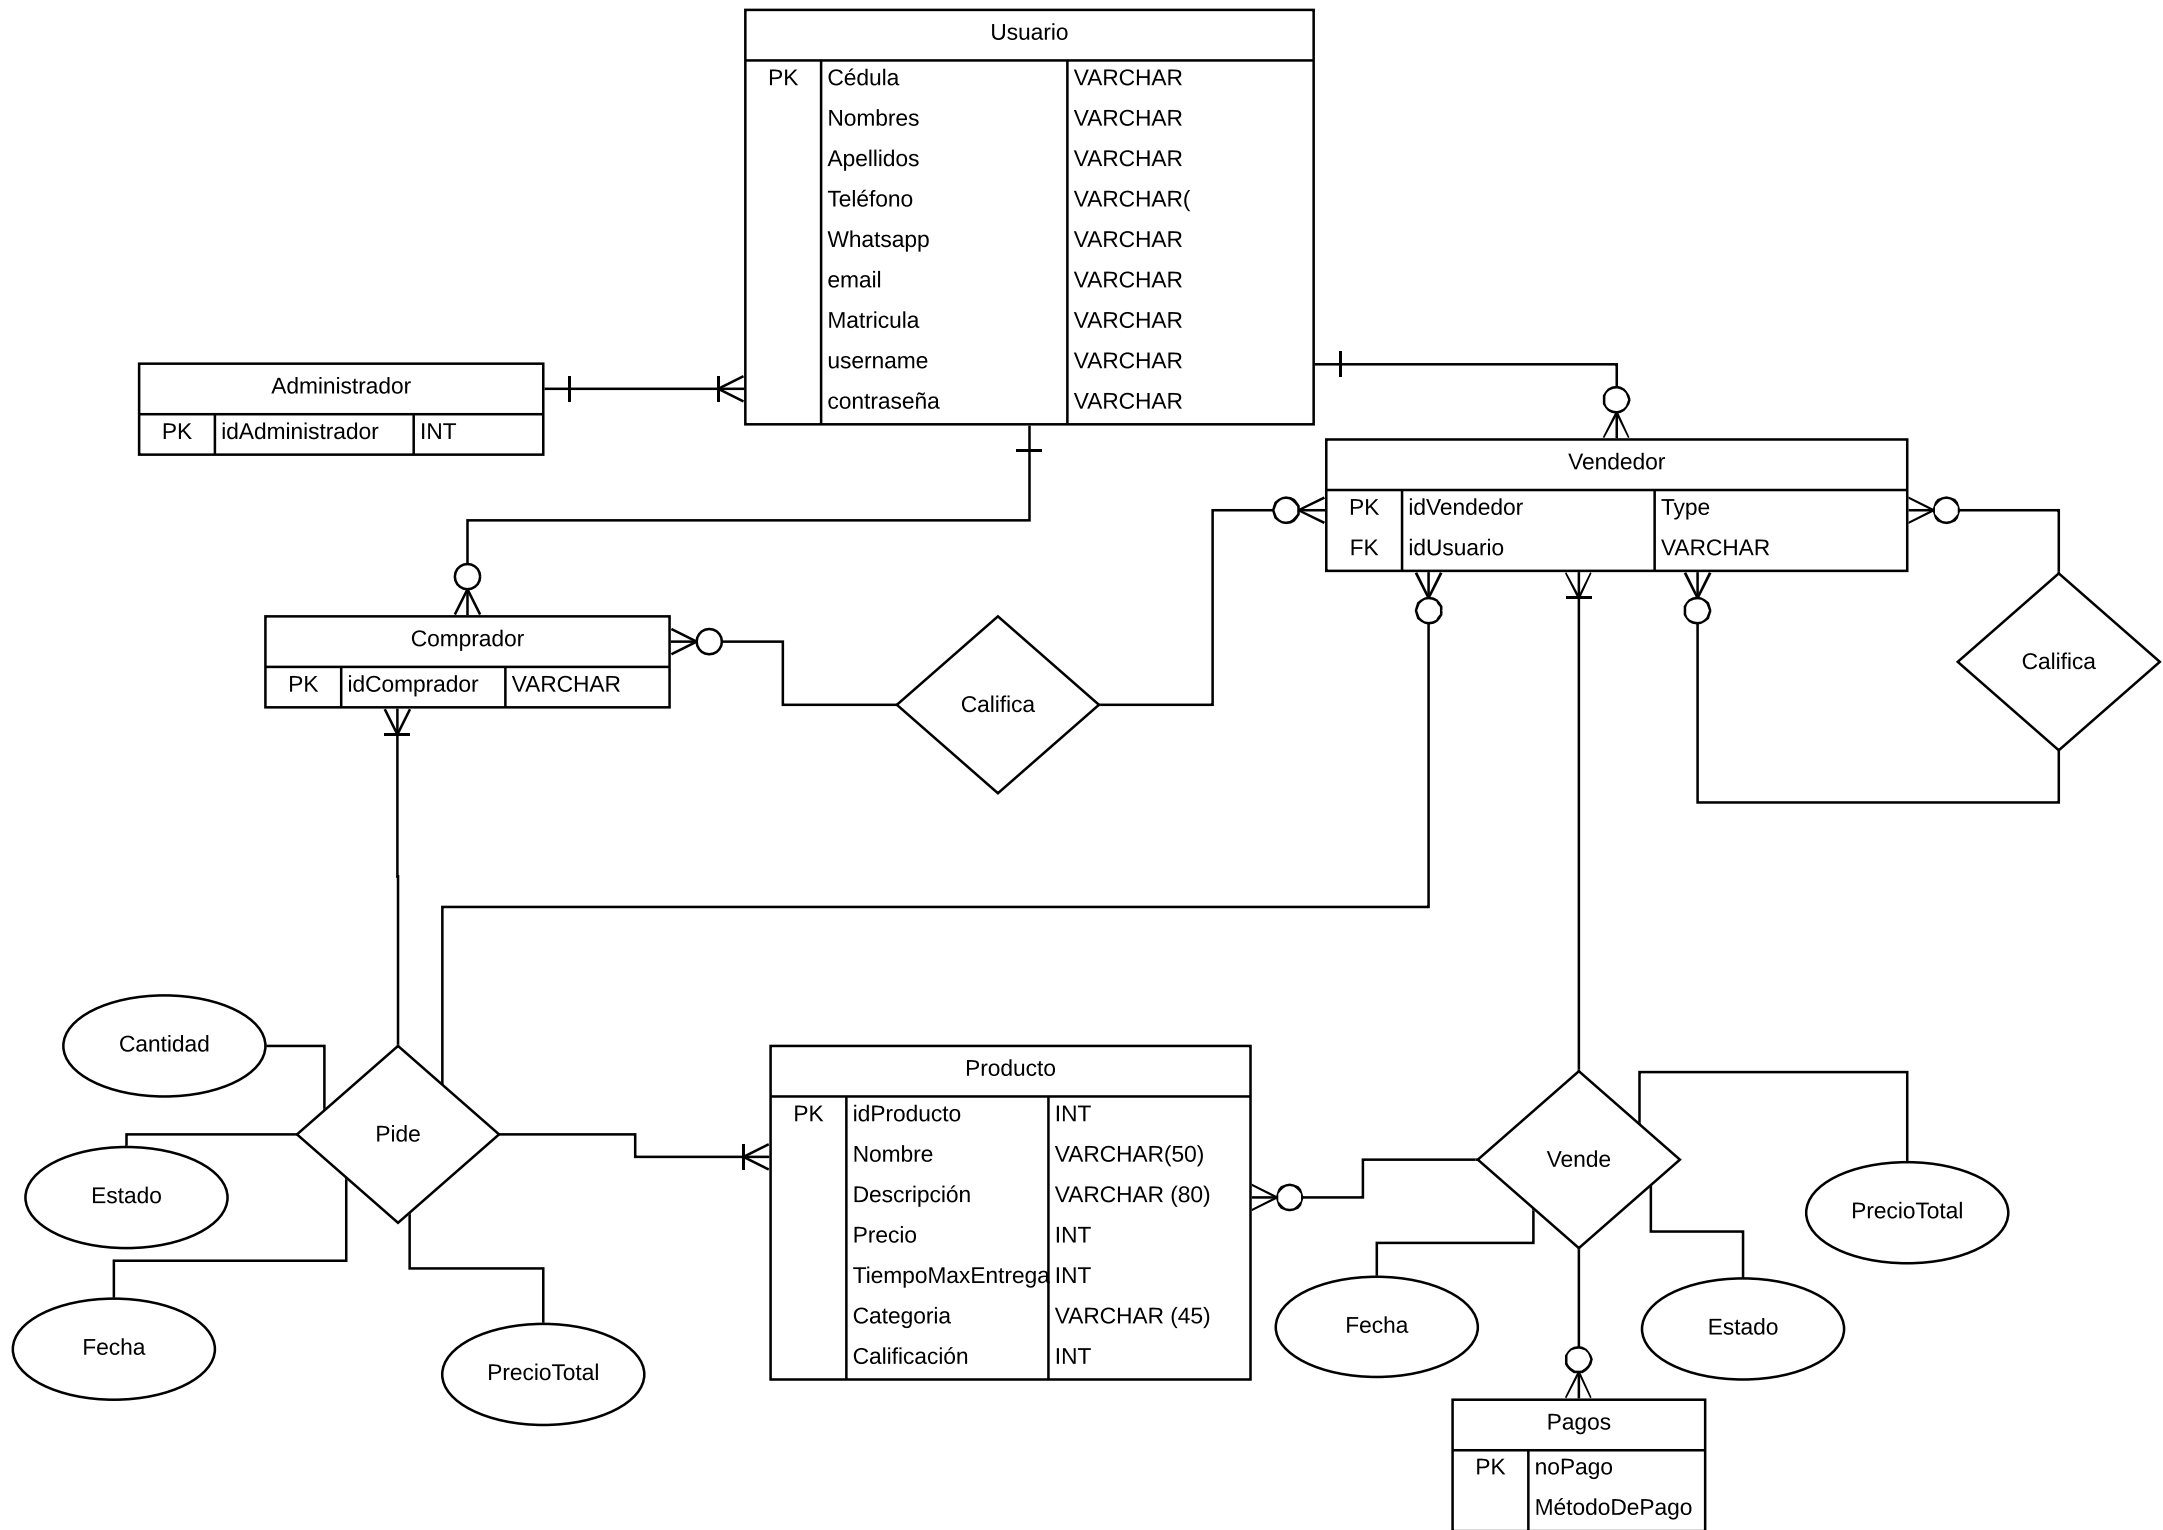 Usuario
PK Cédula VARCHAR
Nombres VARCHAR
Apellidos VARCHAR
Teléfono VARCHAR(
Whatsapp VARCHAR
email VARCHAR
Matricula VARCHAR
username VARCHAR
contraseña VARCHAR
Administrador
PK idAdministrador INT
Vendedor
PK idVendedor Type
FK idUsuario VARCHAR
Comprador
PK idComprador VARCHAR
Califica
Califica
Cantidad
Pide
Estado
Fecha
PrecioTotal
Producto
PK idProducto INT
Nombre VARCHAR(50)
Descripción VARCHAR (80)
Precio INT
TiempoMaxEntrega INT
Categoria VARCHAR (45)
Calificación INT
Vende
PrecioTotal
Fecha
Estado
Pagos
PK noPago
MétodoDePago